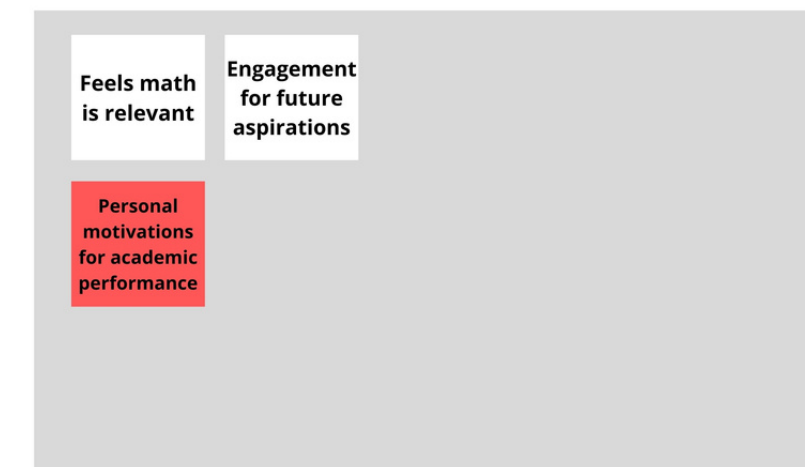 Feels math
is relevant
Engagement
for future
aspirations
Personal
motivations
for academic
performance